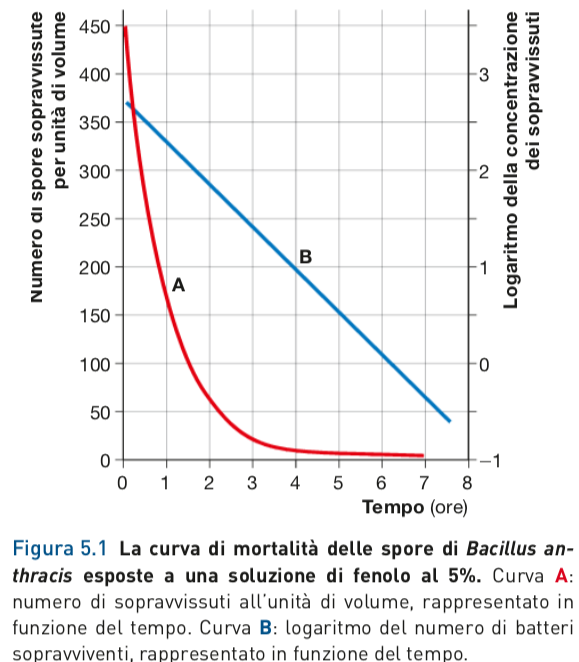 Numero di spore sopravvissute
per unità di volume
450
400
350
300
250
200
150
100
50
0
A
B
3
2
1
0
–1
Logaritmo della concentrazione
dei sopravvissuti
0 1 2 3 4 5 6 7 8
Tempo (ore)
Figura 5.1 La curva di mortalità delle spore di Bacillus an-
thracis esposte a una soluzione di fenolo al 5%. Curva A:
numero di sopravvissuti all'unità di volume, rappresentato in
funzione del tempo. Curva B: logaritmo del numero di batteri
sopravviventi, rappresentato in funzione del tempo.